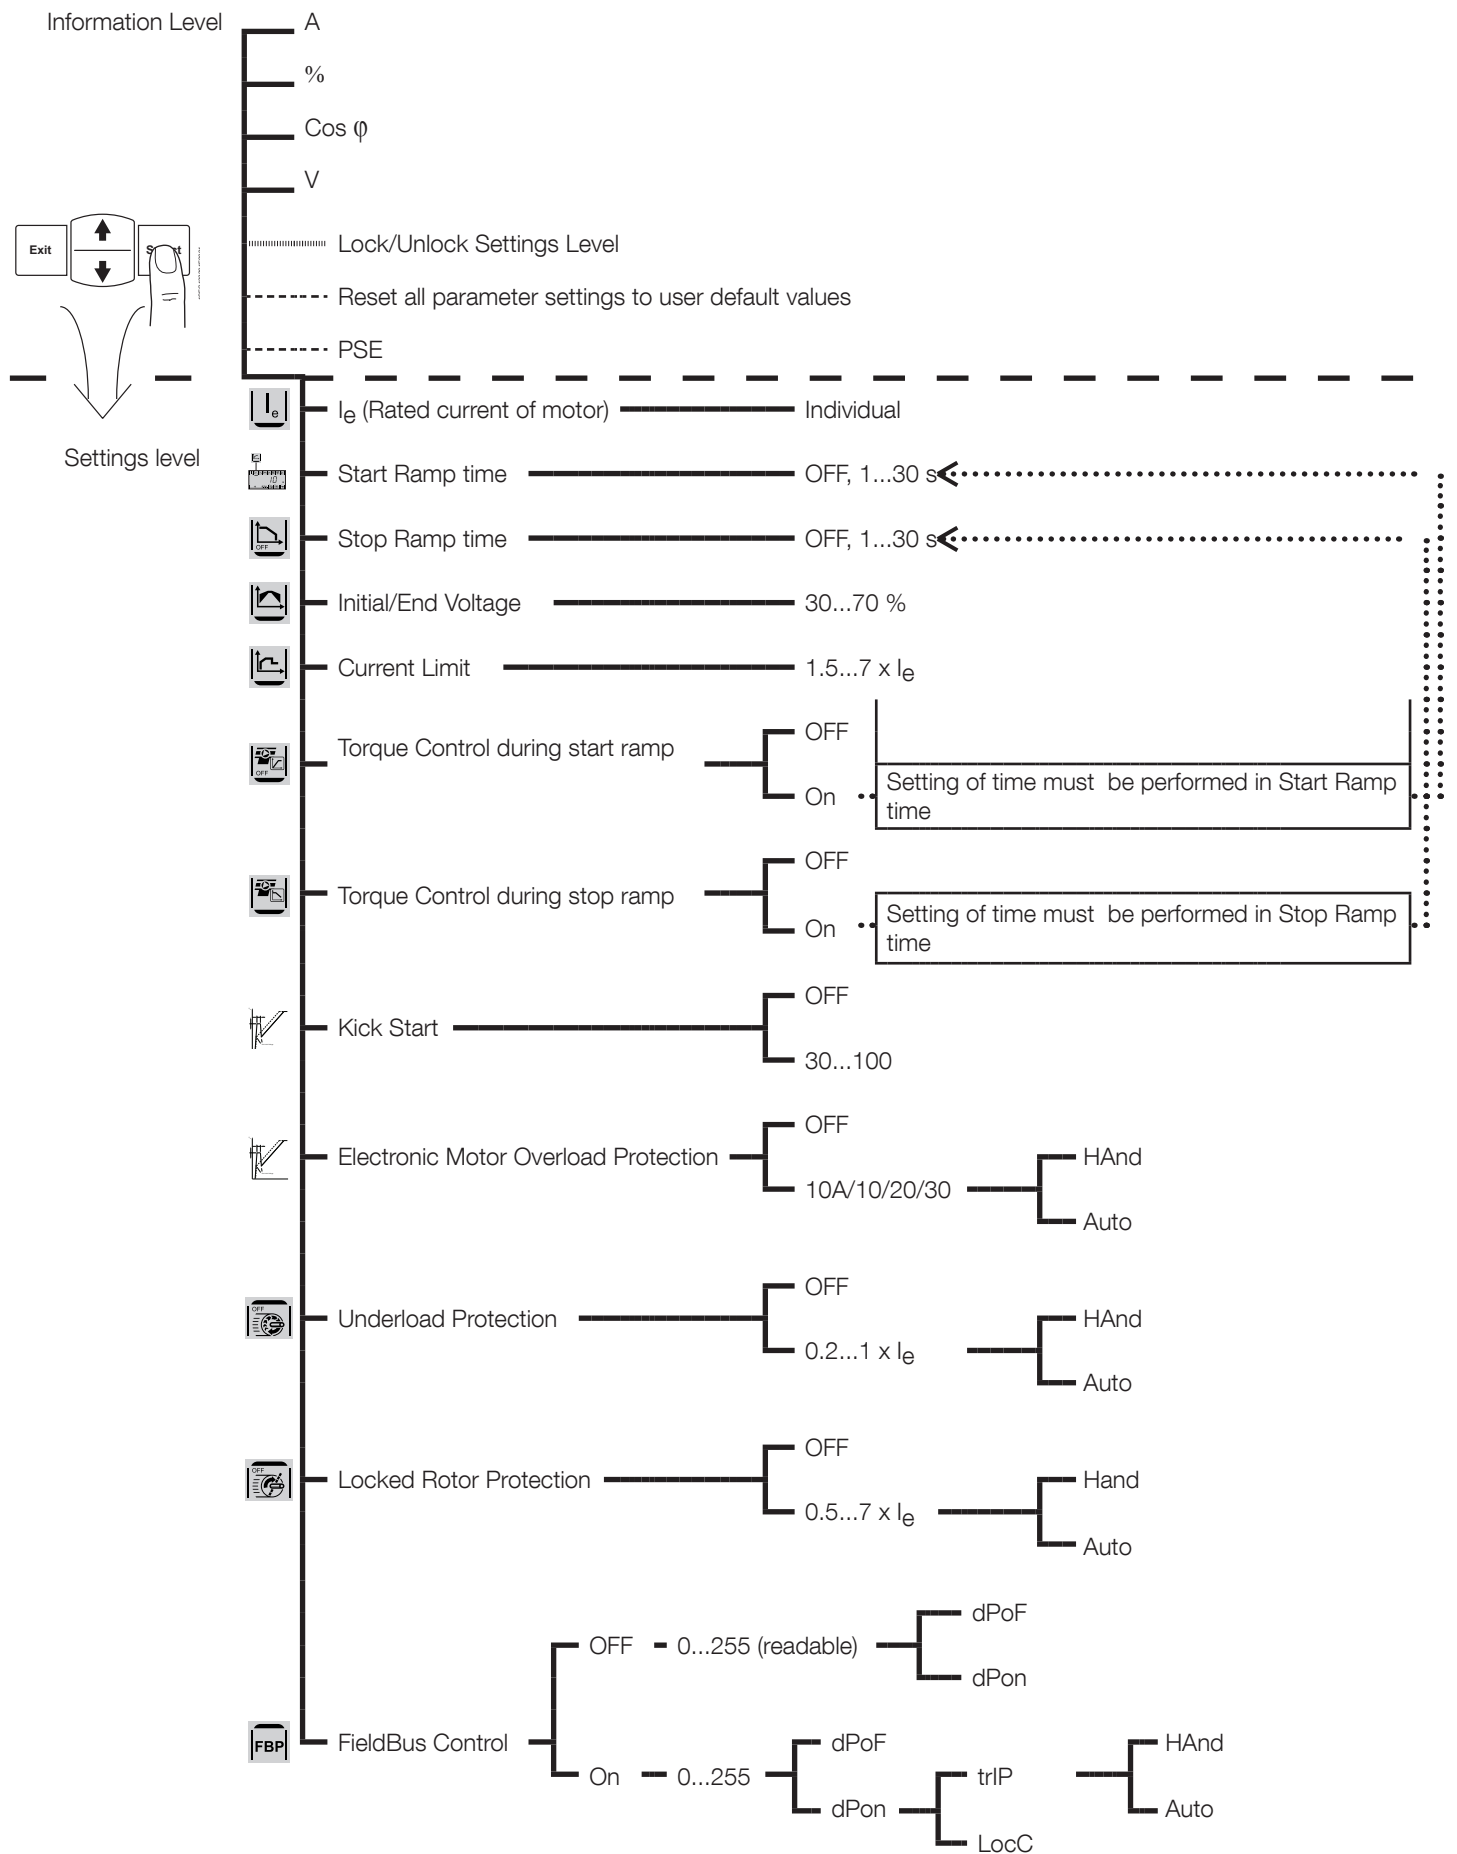 Information Level
A
%
Cos φ
V
Exit
Lock/Unlock Settings Level
Reset all parameter settings to user default values
PSE
Settings level
Ie
Ie (Rated current of motor)
Individual
Start Ramp time
OFF, 1...30 s
OFF
Stop Ramp time
OFF, 1...30 s
Initial/End Voltage
30...70 %
Current Limit
1.5...7 x Ie
OFF
Torque Control during start ramp
OFF
On
Setting of time must be performed in Start Ramp
time
Torque Control during stop ramp
OFF
On
Setting of time must be performed in Stop Ramp
time
Kick Start
OFF
30...100
Electronic Motor Overload Protection
OFF
10A/10/20/30
HAnd
Auto
OFF
Underload Protection
OFF
0.2...1 x Ie
HAnd
Auto
OFF
Locked Rotor Protection
OFF
0.5...7 x Ie
Hand
Auto
FBP
FieldBus Control
OFF
0...255 (readable)
dPoF
dPon
On
0...255
dPoF
dPon
trIP
LocC
HAnd
Auto